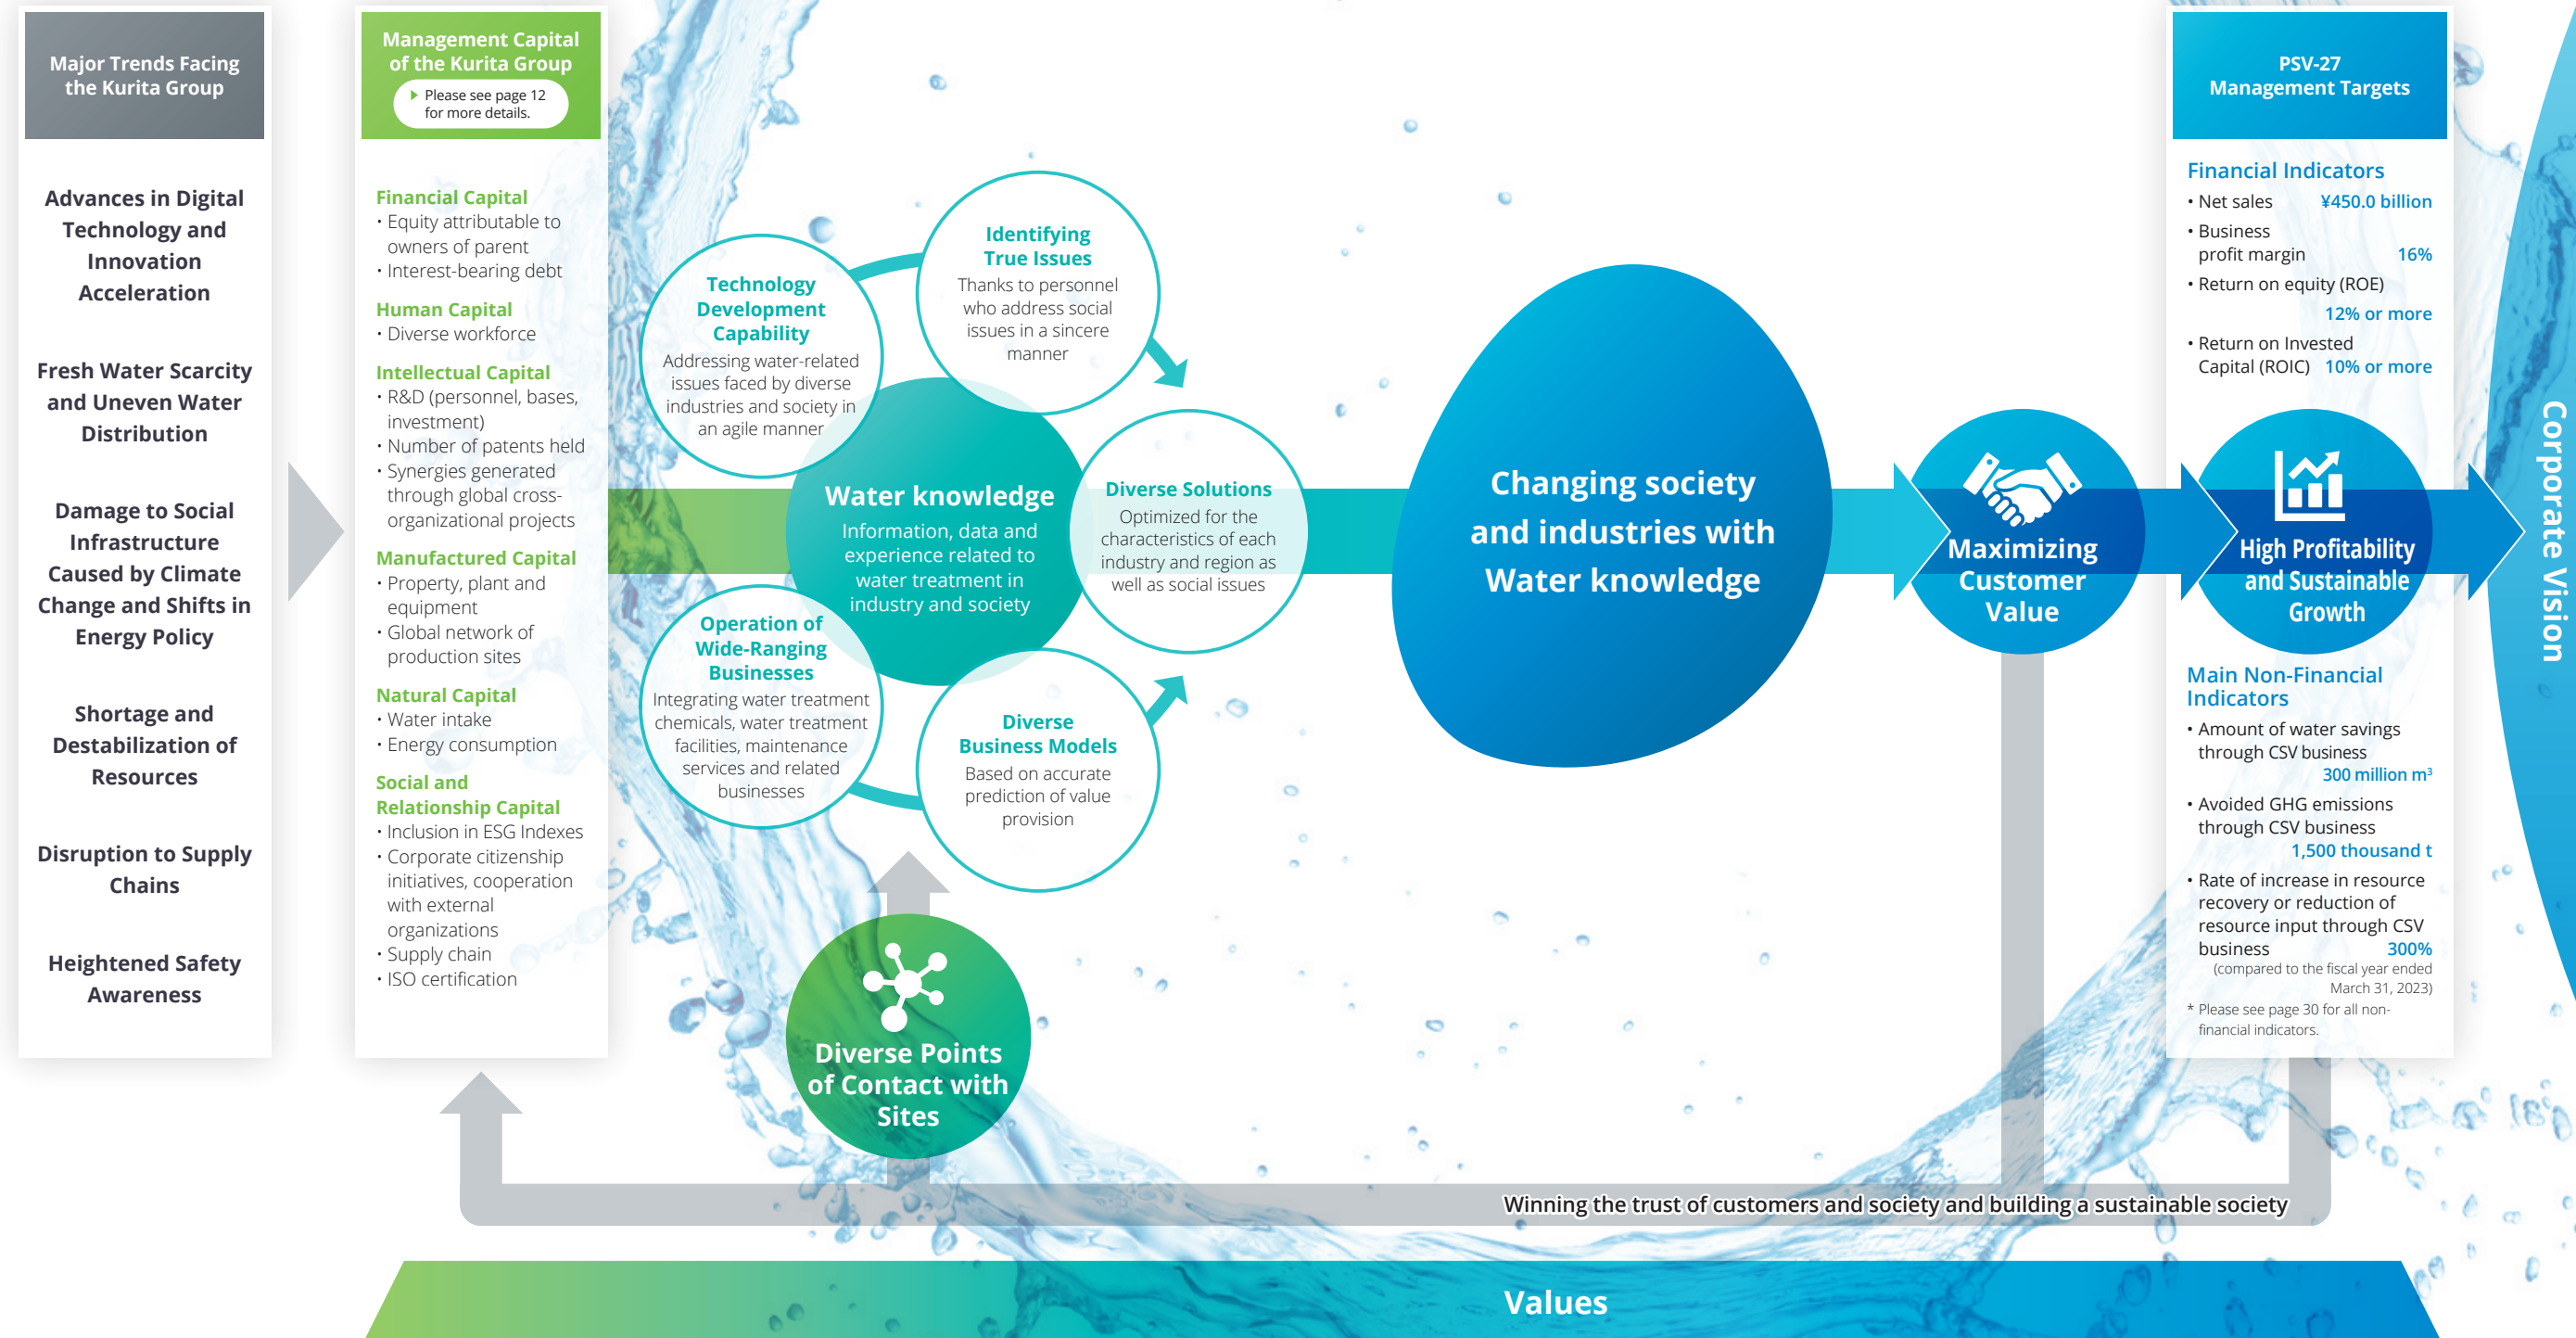 Major Trends Facing
the Kurita Group
Advances in Digital
Technology and
Innovation
Acceleration
Fresh Water Scarcity
and Uneven Water
Distribution
Damage to Social
Infrastructure
Caused by Climate
Change and Shifts in
Energy Policy
Shortage and
Destabilization of
Resources
Disruption to Supply
Chains
Heightened Safety
Awareness
Management Capital
of the Kurita Group
Please see page 12
for more details.
Financial Capital
• Equity attributable to
owners of parent
• Interest-bearing debt
Human Capital
• Diverse workforce
Intellectual Capital
• R&D (personnel, bases,
investment)
• Number of patents held
• Synergies generated
through global cross-
organizational projects
Manufactured Capital
• Property, plant and
equipment
• Global network of
production sites
Natural Capital
• Water intake
• Energy consumption
Social and
Relationship Capital
• Inclusion in ESG Indexes
• Corporate citizenship
initiatives, cooperation
with external
organizations
• Supply chain
• ISO certification
Technology
Development
Capability
Addressing water-related
issues faced by diverse
industries and society in
an agile manner
Identifying
True Issues
Thanks to personnel
who address social
issues in a sincere
manner
Water knowledge
Information, data and
experience related to
water treatment in
industry and society
Diverse Solutions
Optimized for the
characteristics of each
industry and region as
well as social issues
Operation of
Wide-Ranging
Businesses
Integrating water treatment
chemicals, water treatment
facilities, maintenance
services and related
businesses
Diverse
Business Models
Based on accurate
prediction of value
provision
Diverse Points
of Contact with
Sites
Changing society
and industries with
Water knowledge
Maximizing
Customer
Value
PSV-27
Management Targets
Financial Indicators
• Net sales ¥450.0 billion
• Business
profit margin 16%
• Return on equity (ROE)
12% or more
• Return on Invested
Capital (ROIC) 10% or more
High Profitability
and Sustainable
Growth
Main Non-Financial
Indicators
• Amount of water savings
through CSV business
300 million m³
• Avoided GHG emissions
through CSV business
1,500 thousand t
• Rate of increase in resource
recovery or reduction of
resource input through CSV
business 300%
(compared to the fiscal year ended
March 31, 2023)
* Please see page 30 for all non-
financial indicators.
Corporate Vision
Winning the trust of customers and society and building a sustainable society
Values